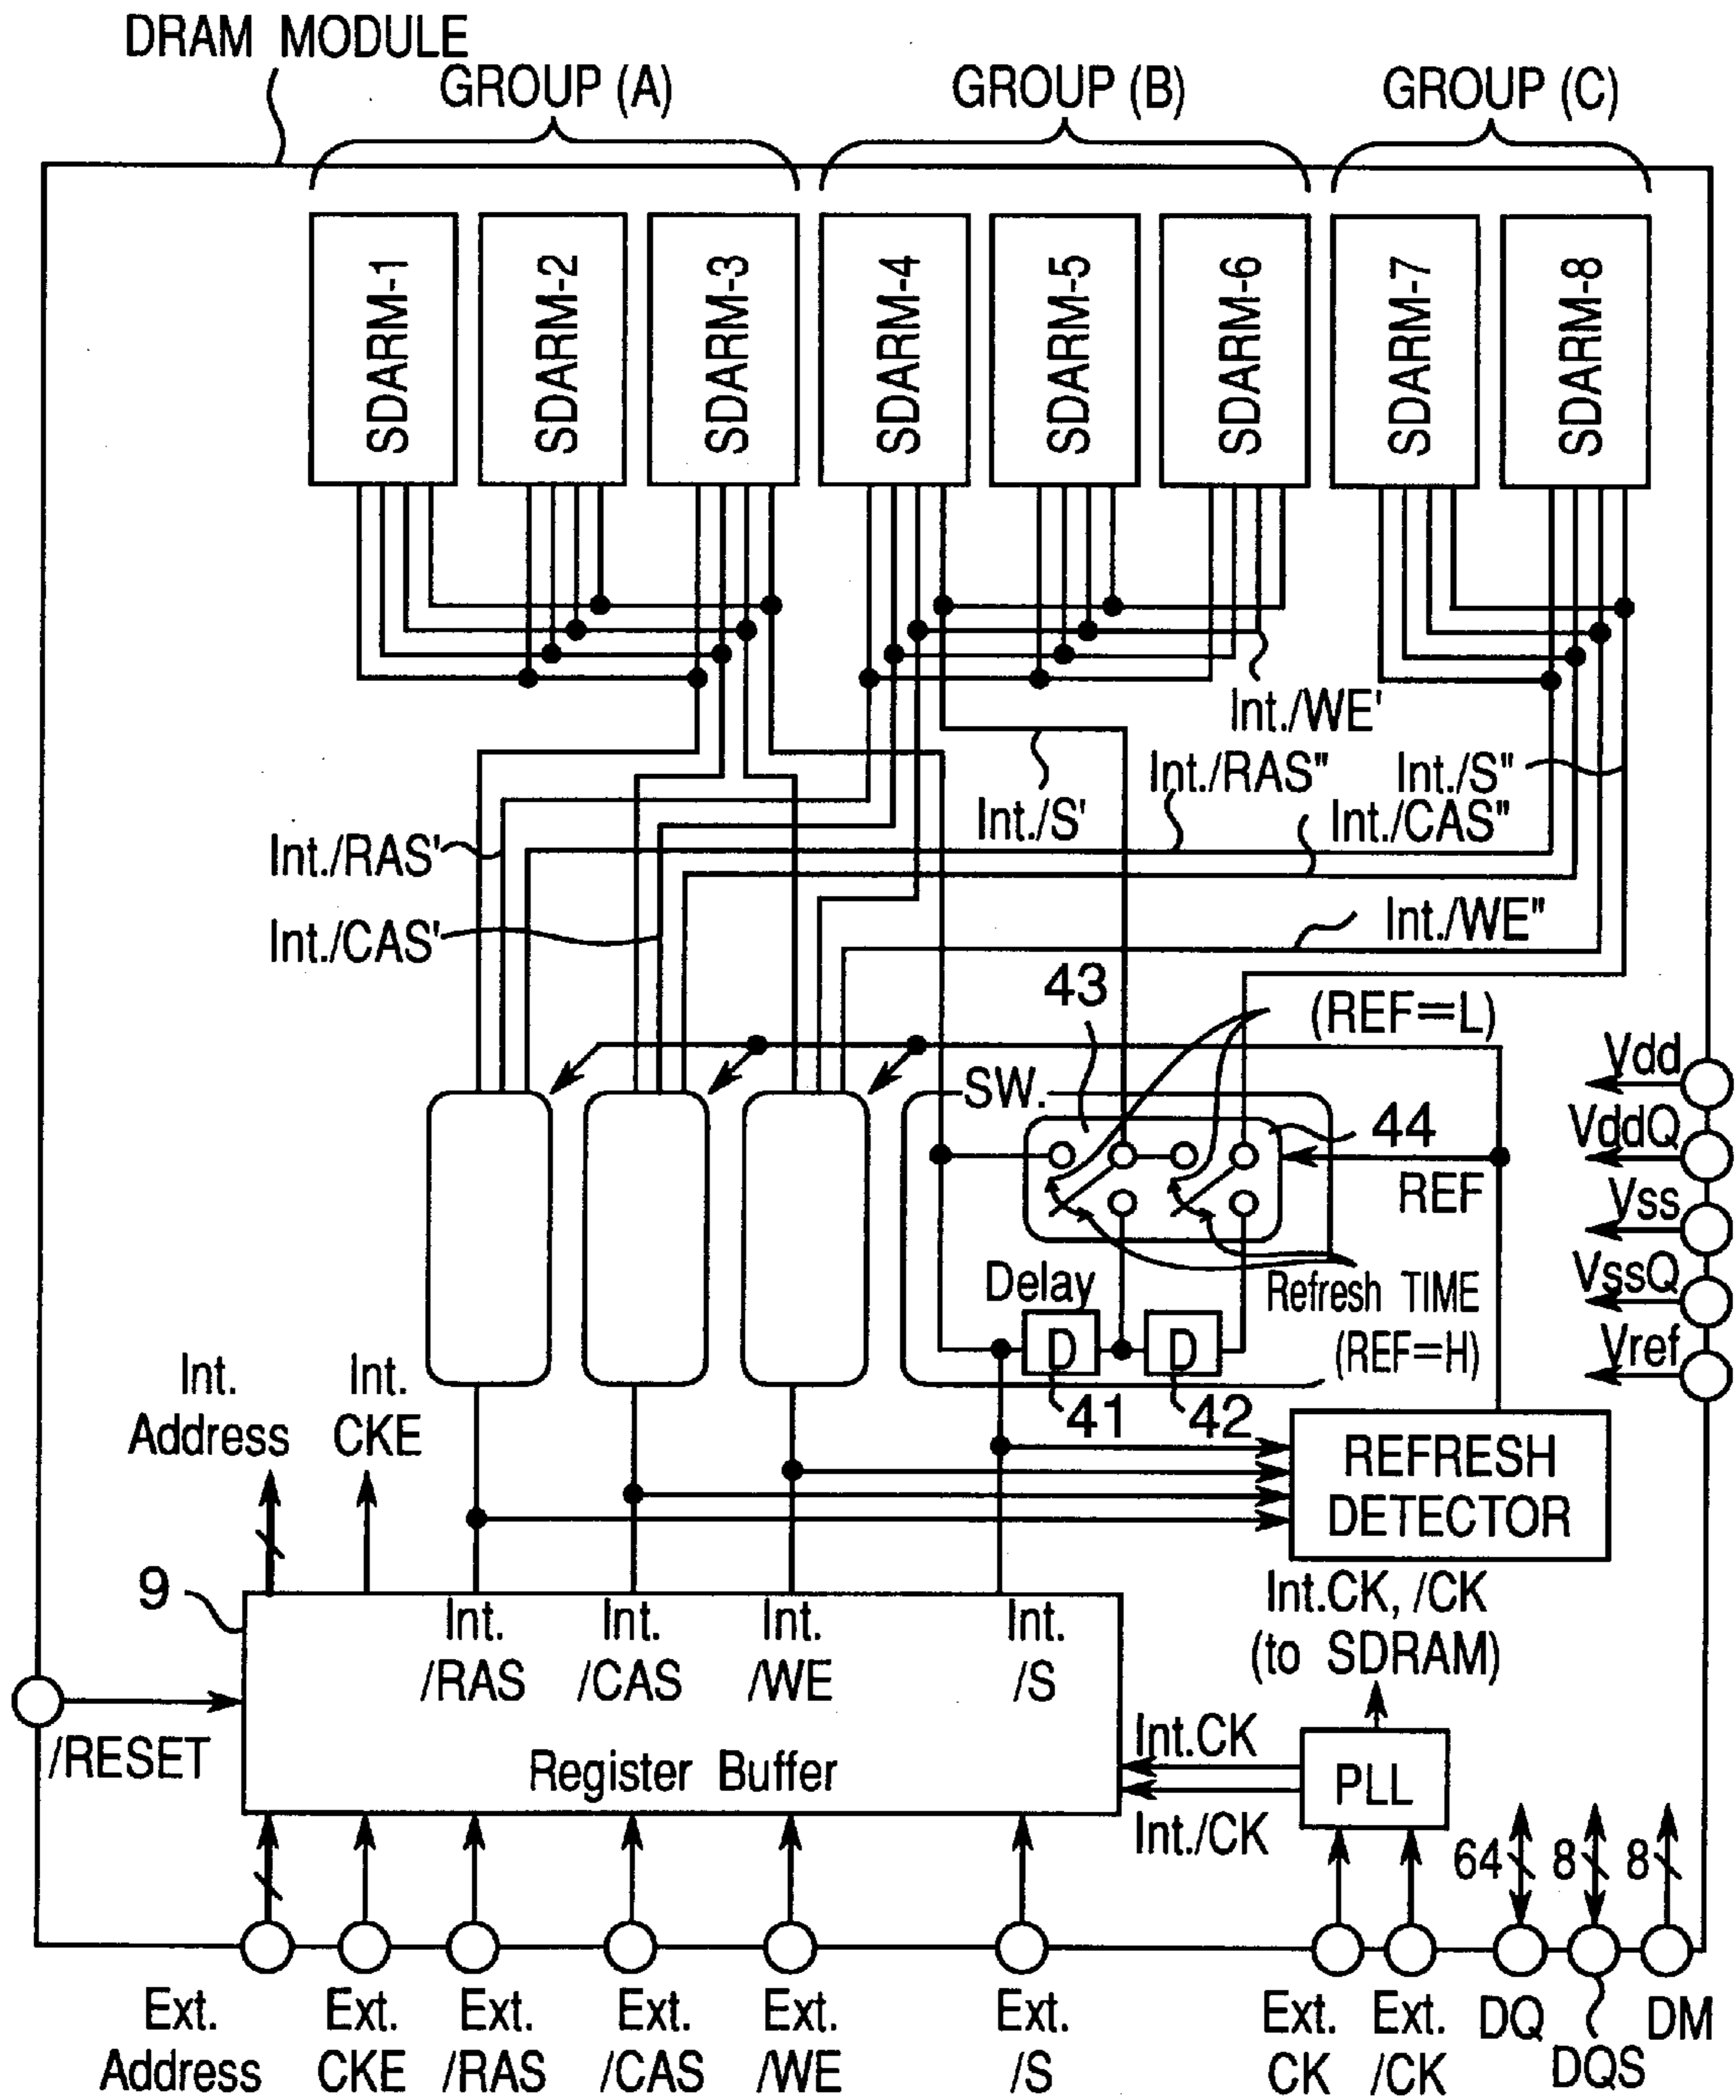 DRAM MODULE
GROUP (A)
GROUP (B)
GROUP (C)
SDARM-1
SDARM-2
SDARM-3
SDARM-4
SDARM-5
SDARM-6
SDARM-7
SDARM-8
Int./WE'
Int./RAS"
Int./S"
Int./S'
Int./CAS"
Int./RAS'
Int./CAS'
Int./WE"
43
(REF=L)
SW.
44
REF
Vdd
VddQ
Vss
VssQ
Vref
Delay
Refresh TIME
(REF=H)
D
D
41
42
Int.
Address
Int.
CKE
REFRESH
DETECTOR
9
Int.
/RAS
Int.
/CAS
Int.
/WE
Int.
/S
Int.CK, /CK
(to SDRAM)
/RESET
Register Buffer
Int.CK
Int./CK
PLL
64
8
8
Ext.
Address
Ext.
CKE
Ext.
/RAS
Ext.
/CAS
Ext.
/WE
Ext.
/S
Ext.
CK
Ext.
/CK
DQ
DQS
DM